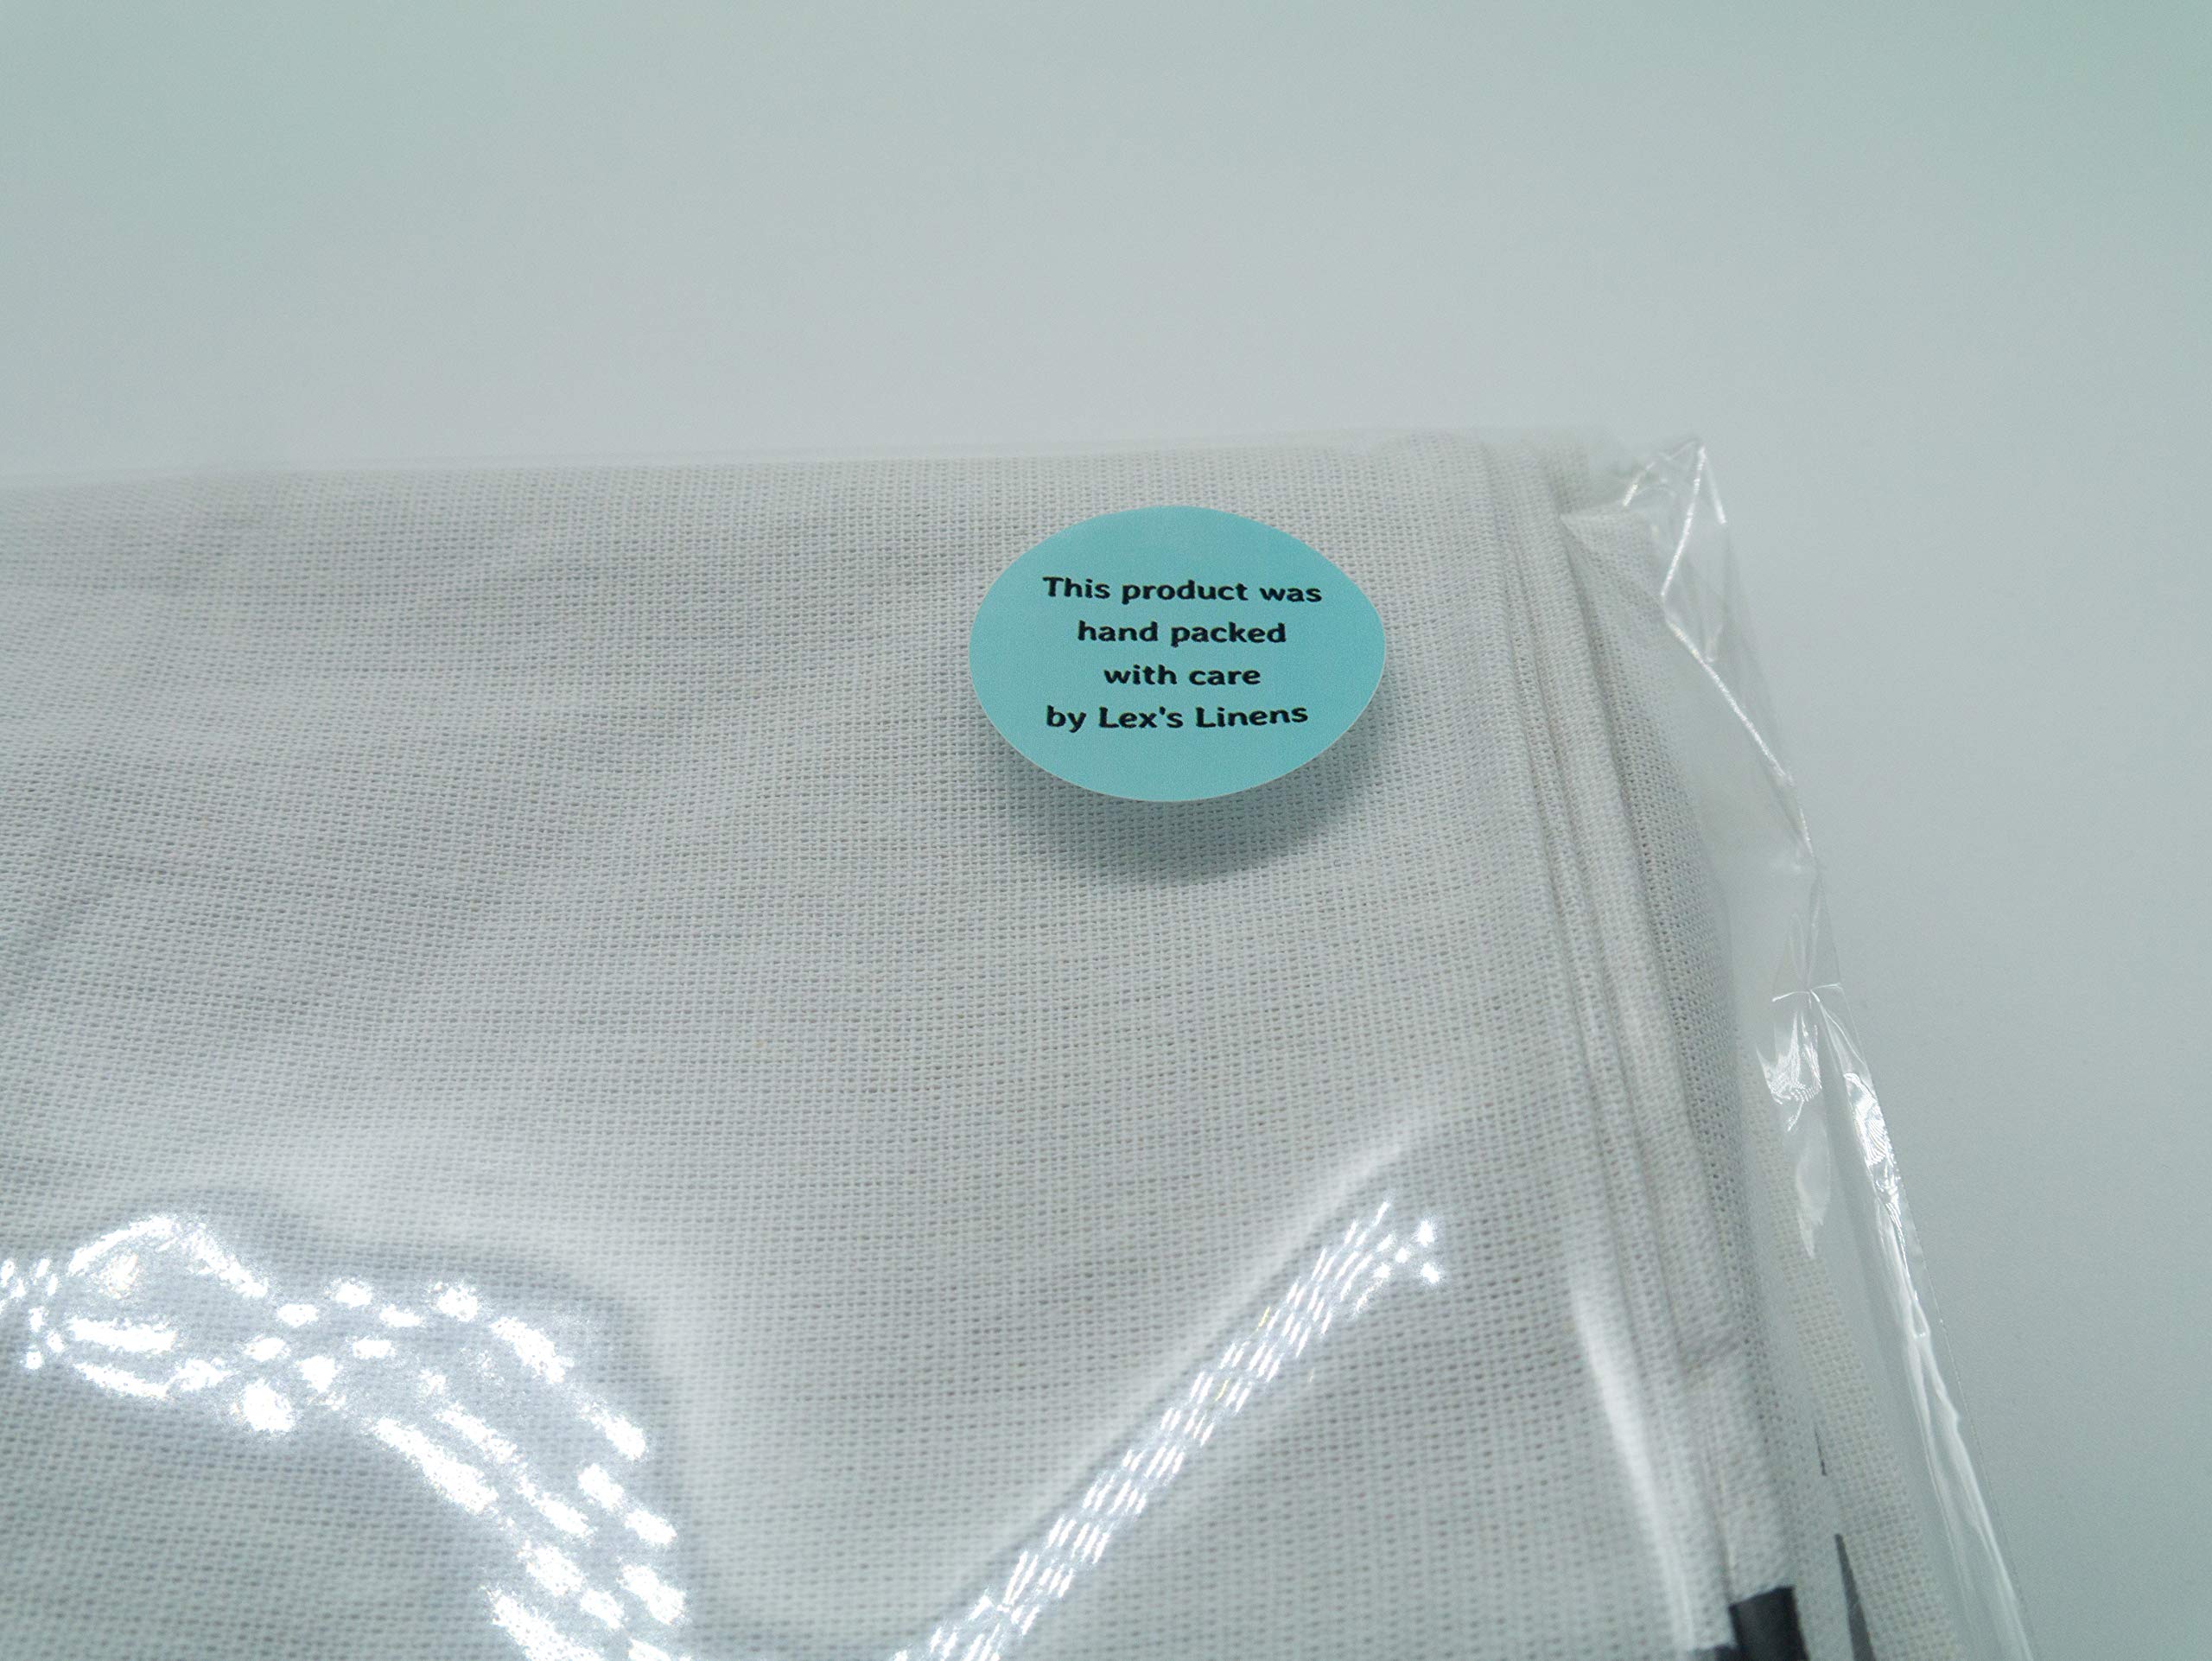 This product was
hand packed
with care
by Lex's Linens